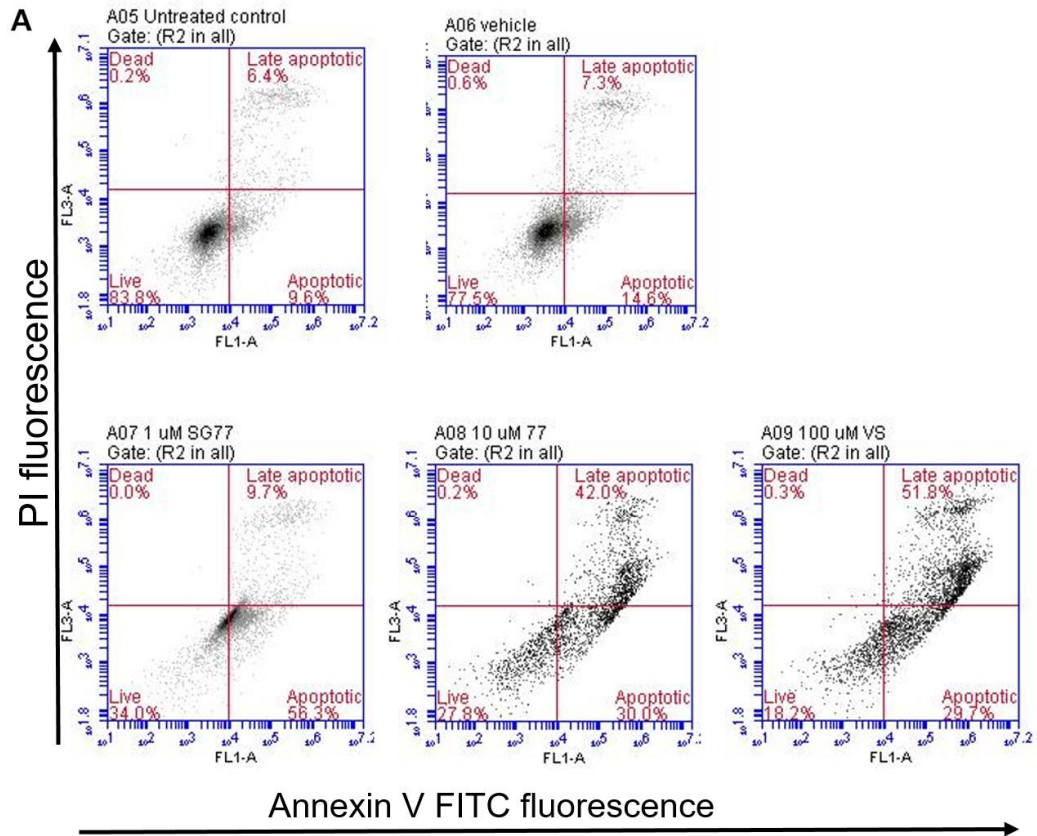 A
A05 Untreated control
Gate: (R2 in all)
Dead
0.2%
Late apoptotic
6.4%
Live
83.8%
Apoptotic
9.6%
FL3-A
FL1-A
A06 vehicle
Gate: (R2 in all)
Dead
0.6%
Late apoptotic
7.3%
Live
77.5%
Apoptotic
14.6%
FL1-A
PI fluorescence
A07 1 uM SG77
Gate: (R2 in all)
Dead
0.0%
Late apoptotic
9.7%
Live
34.0%
Apoptotic
56.3%
FL3-A
FL1-A
A08 10 uM 77
Gate: (R2 in all)
Dead
0.2%
Late apoptotic
42.0%
Live
27.8%
Apoptotic
30.0%
FL3-A
FL1-A
A09 100 uM VS
Gate: (R2 in all)
Dead
0.3%
Late apoptotic
51.8%
Live
18.2%
Apoptotic
29.7%
FL3-A
FL1-A
Annexin V FITC fluorescence